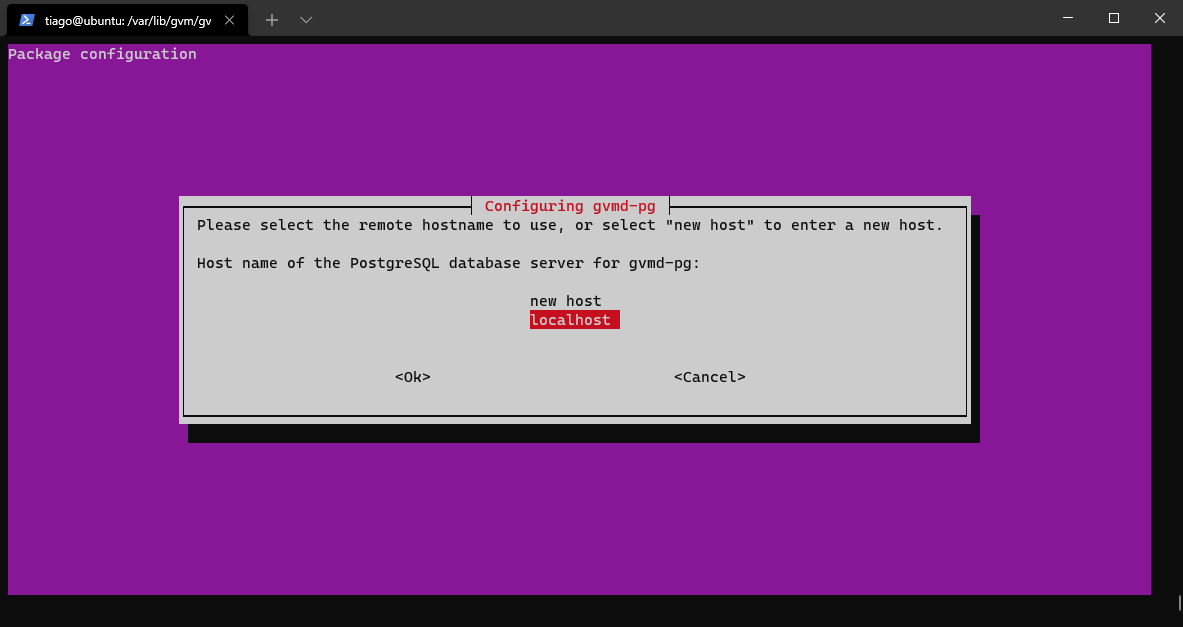 tiago@ubuntu: /var/lib/gvm/gv
Package configuration
Configuring gvmd-pg
Please select the remote hostname to use, or select "new host" to enter a new host.
Host name of the PostgreSQL database server for gvmd-pg:
new host
localhost
<Ok> <Cancel>